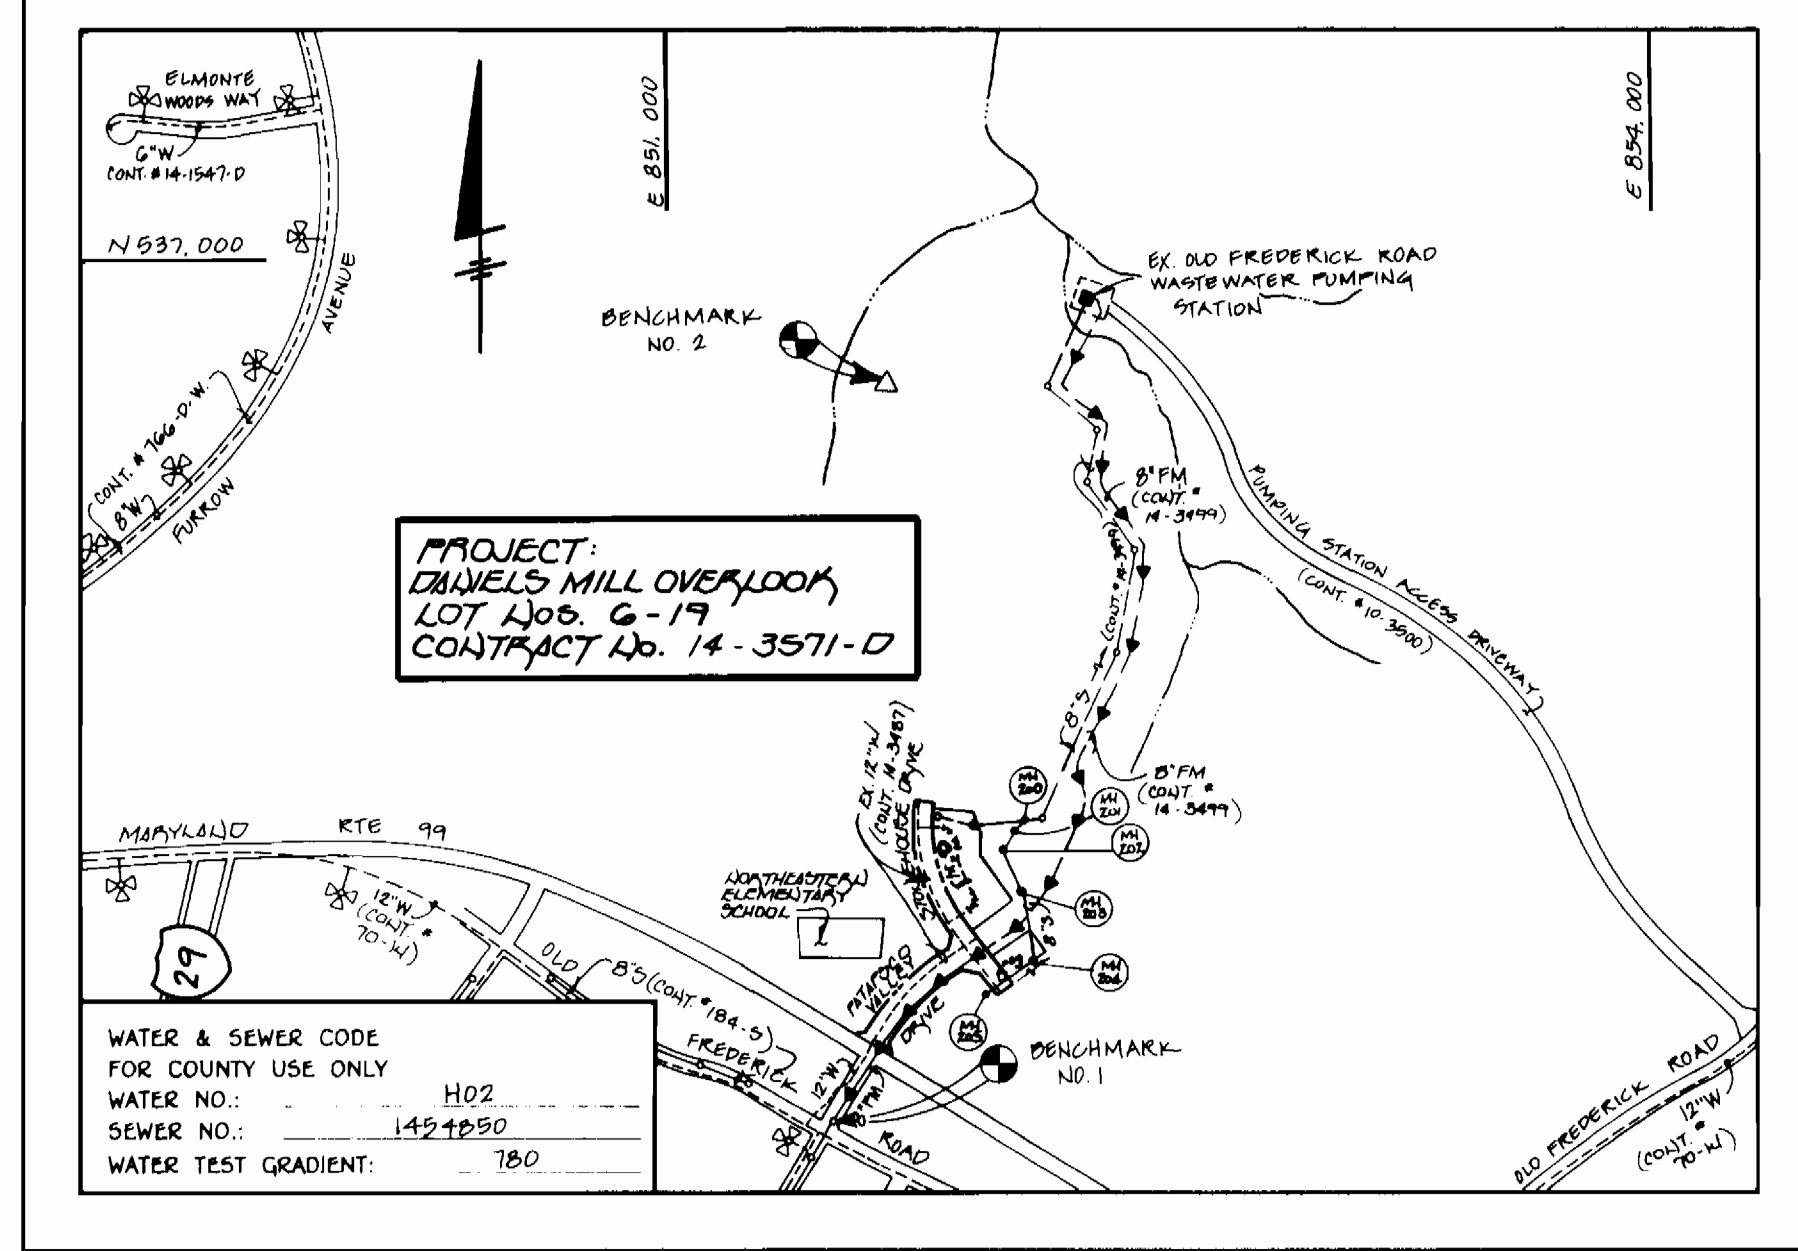 ELMONTE
WOODS WAY
6"W
CONT. # 14-1547-D
N 537,000
E 851,000
E 854,000
AVENUE
FURROW
CONT. # 766-D-W.
8"W
BENCHMARK
NO. 2
EX. OLD FREDERICK ROAD
WASTEWATER PUMPING
STATION
8"FM
(CONT. #
14-3499)
PUMPING STATION ACCESS DRIVEWAY
(CONT. #10-3500)
PROJECT:
DANIELS MILL OVERLOOK
LOT NOS. 6-19
CONTRACT NO. 14-3571-D
8"S
8"FM
(CONT. #
14-3499)
EX. 12"W
(CONT. 14-3487)
STONEHOUSE DRIVE
MH
200
MH
201
MH
202
MH
203
8"S
MH
204
MH
205
MARYLAND RTE 99
12"W
(CONT. #
70-W)
29
NORTHEASTERN
ELEMENTARY
SCHOOL
PATAPSCO
VALLEY
DRIVE
OLD
8"S (CONT. #184-S)
FREDERICK
12"W
8"FM
ROAD
BENCHMARK
NO. 1
OLD FREDERICK ROAD
12"W
(CONT. #
70-W)
WATER & SEWER CODE
FOR COUNTY USE ONLY
WATER NO.: H02
SEWER NO.: 1454850
WATER TEST GRADIENT: 780